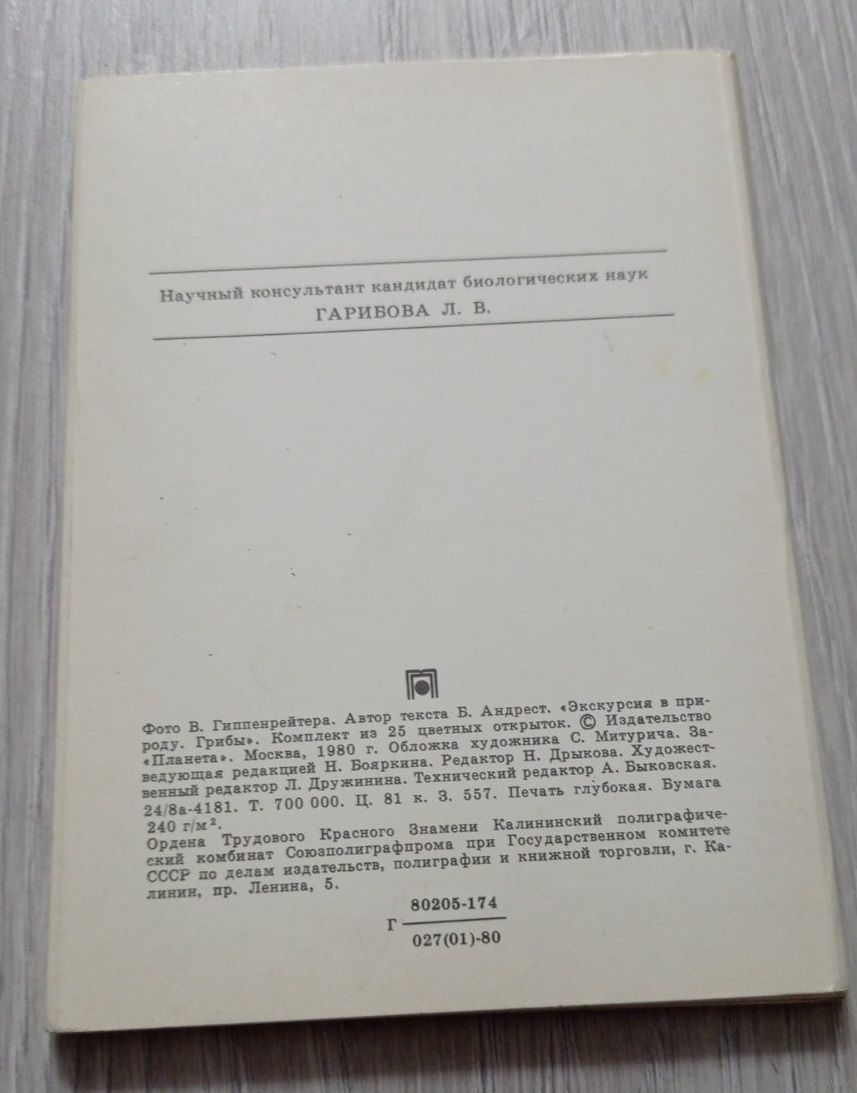 Научный консультант кандидат биологических наук
ГАРИБОВА Л. В.
Фото В. Гиппенрейтера. Автор текста Б. Андрест. «Экскурсия в при-
роду. Грибы». Комплект из 25 цветных открыток. © Издательство
«Планета». Москва, 1980 г. Обложка художника С. Митурича. За-
ведующая редакцией Н. Бояркина. Редактор Н. Дрыкова. Художест-
венный редактор Л. Дружинина. Технический редактор А. Быковская.
24/8а-4181. Т. 700 000. Ц. 81 к. З. 557. Печать глубокая. Бумага
240 г/м².
Ордена Трудового Красного Знамени Калининский полиграфиче-
ский комбинат Союзполиграфпрома при Государственном комитете
СССР по делам издательств, полиграфии и книжной торговли, г. Ка-
линин, пр. Ленина, 5.
80205-174
Г
027(01)-80